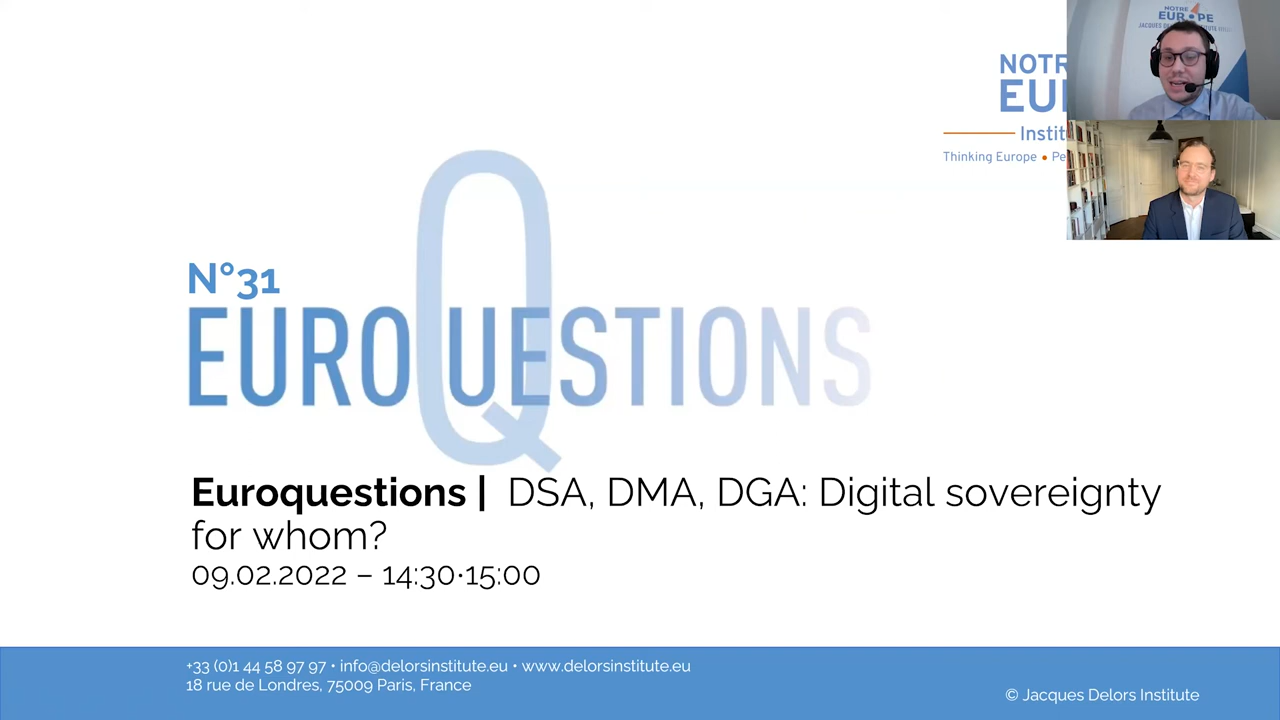 NOTRE
EUROPE
NOTR
EU
Instit
Thinking Europe • Pe
N°31
EUROQUESTIONS
Euroquestions | DSA, DMA, DGA: Digital sovereignty
for whom?
09.02.2022 – 14:30·15:00
+33 (0)1 44 58 97 97 • info@delorsinstitute.eu • www.delorsinstitute.eu
18 rue de Londres, 75009 Paris, France
© Jacques Delors Institute